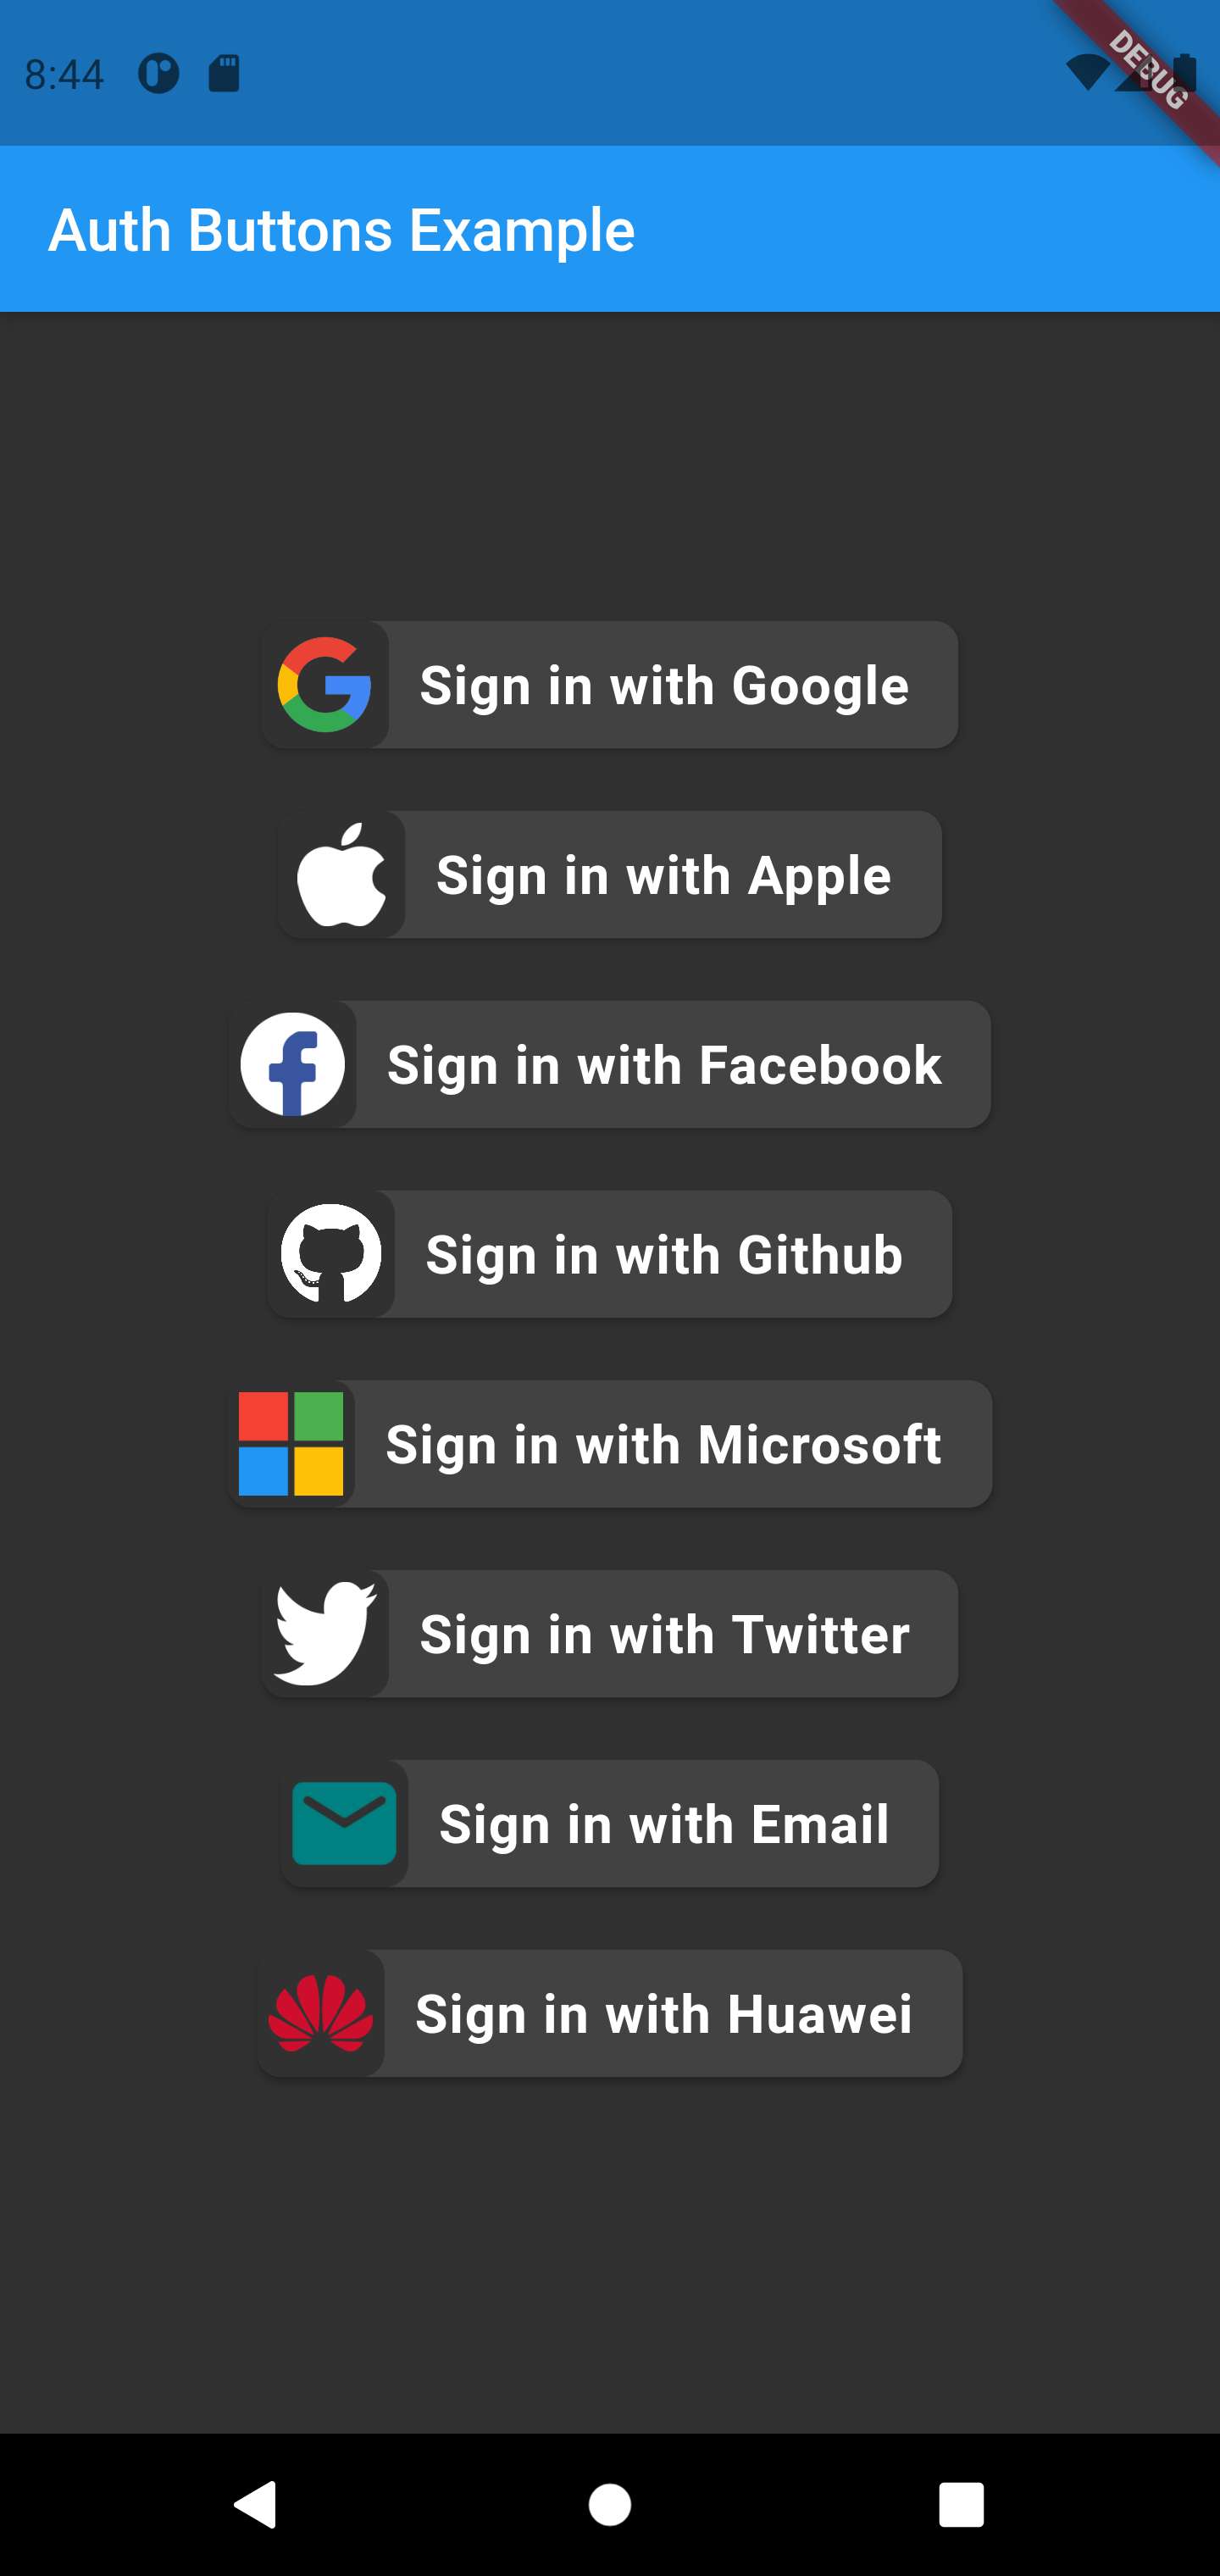 8:44
DEBUG
Auth Buttons Example
Sign in with Google
Sign in with Apple
Sign in with Facebook
Sign in with Github
Sign in with Microsoft
Sign in with Twitter
Sign in with Email
Sign in with Huawei